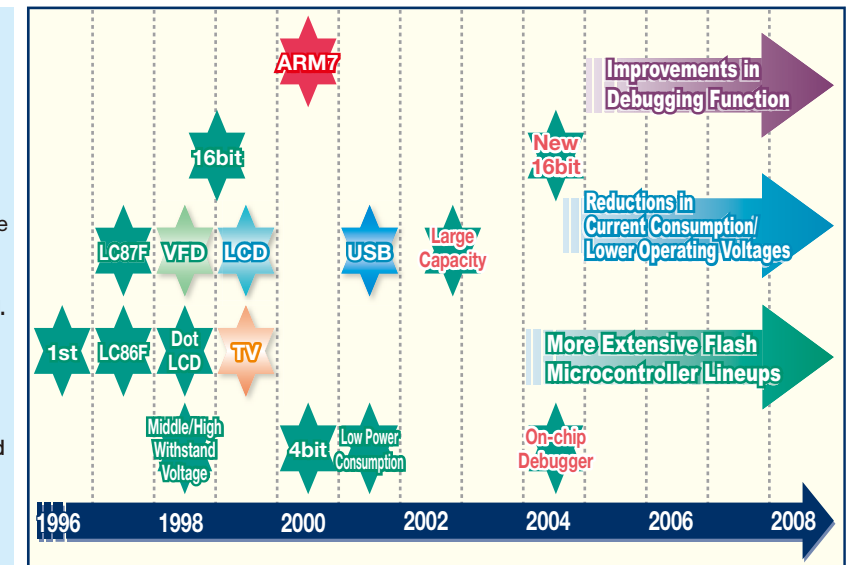 ARM7
Improvements in
Debugging Function
16bit
New
16bit
e
LC87F
VFD
LCD
USB
Large
Capacity
Reductions in
Current Consumption/
Lower Operating Voltages
.
1st
LC86F
Dot
LCD
TV
More Extensive Flash
Microcontroller Lineups
d
Middle/High
Withstand
Voltage
4bit
Low Power
Consumption
On-chip
Debugger
1996 1998 2000 2002 2004 2006 2008